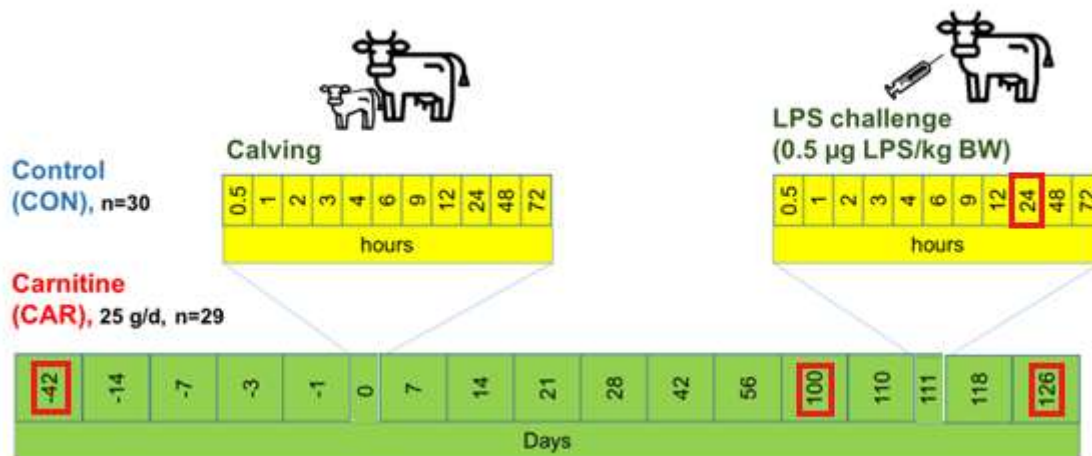 Calving
LPS challenge
(0.5 µg LPS/kg BW)
Control
(CON), n=30
0.5 1 2 3 4 6 9 12 24 48 72
hours
0.5 1 2 3 4 6 9 12 24 48 72
hours
Carnitine
(CAR), 25 g/d, n=29
-42 -14 -7 -3 -1 0 7 14 21 28 42 56 100 110 111 118 126
Days